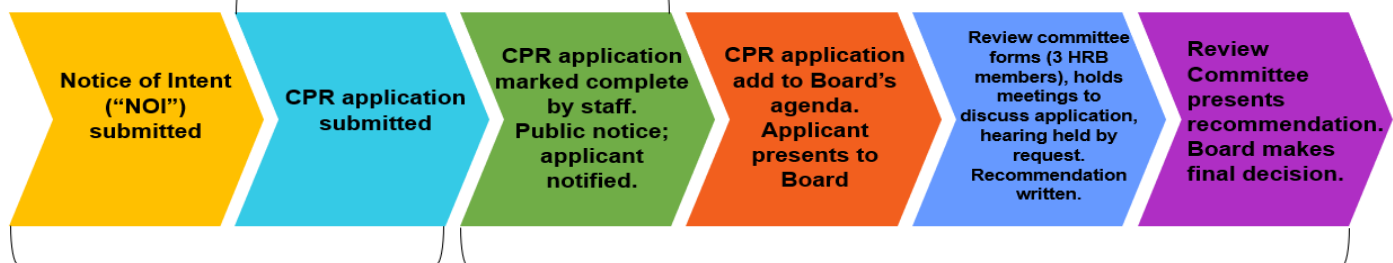 Notice of Intent
(“NOI”)
submitted
CPR application
submitted
CPR application
marked complete
by staff.
Public notice;
applicant
notified.
CPR application
add to Board’s
agenda.
Applicant
presents to
Board
Review committee
forms (3 HRB
members), holds
meetings to
discuss application,
hearing held by
request.
Recommendation
written.
Review
Committee
presents
recommendation.
Board makes
final decision.